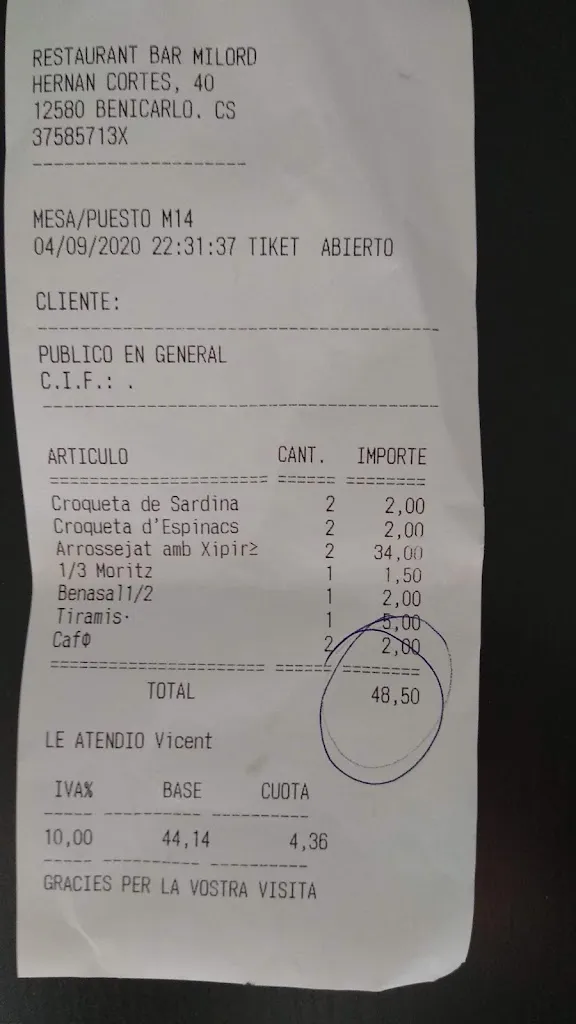 RESTAURANT BAR MILORD
HERNAN CORTES, 40
12580 BENICARLO. CS
37585713X
--------------------
MESA/PUESTO M14
04/09/2020 22:31:37 TIKET ABIERTO
CLIENTE:
----------------------------------------
PUBLICO EN GENERAL
C.I.F.: .
----------------------------------------
ARTICULO CANT. IMPORTE
====================== ====== ========
Croqueta de Sardina 2 2,00
Croqueta d'Espinacs 2 2,00
Arrossejat amb Xipir≥ 2 34,00
1/3 Moritz 1 1,50
Benasal1/2 1 2,00
Tiramis· 1 5,00
CafΦ 2 2,00
====================== ====== ========
TOTAL 48,50
LE ATENDIO Vicent
IVA% BASE CUOTA
----- ---------- ----------
10,00 44,14 4,36
----- ---------- ----------
GRACIES PER LA VOSTRA VISITA